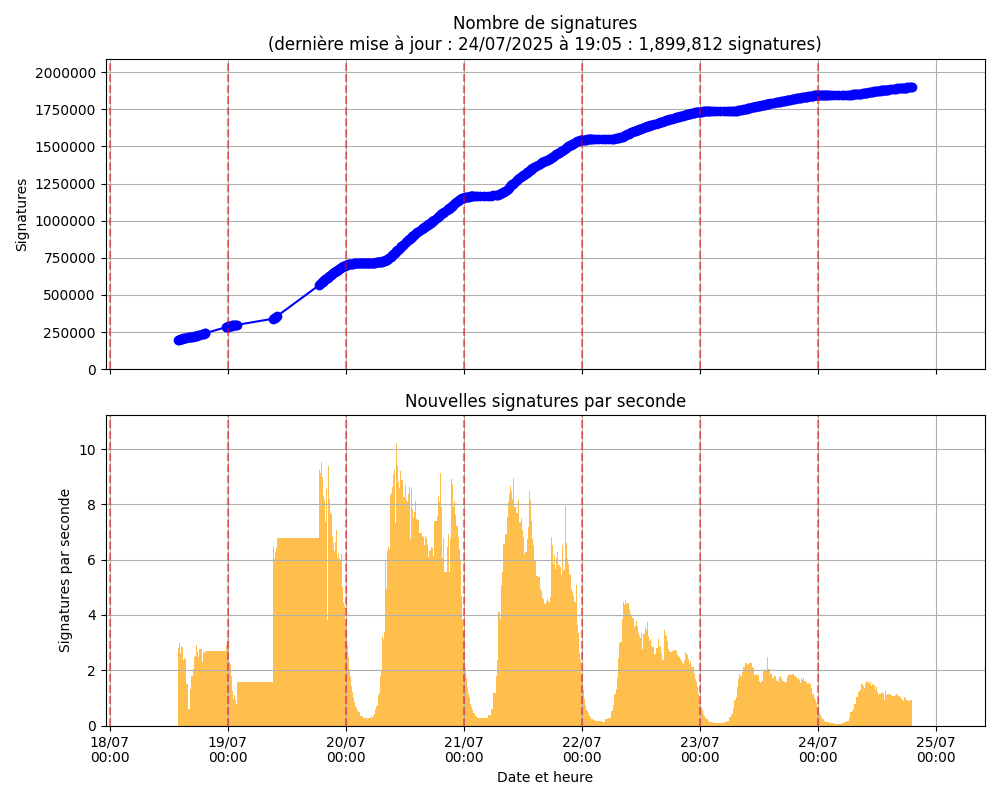 Nombre de signatures
(dernière mise à jour : 24/07/2025 à 19:05 : 1,899,812 signatures)
2000000
1750000
1500000
1250000
1000000
750000
500000
250000
0
Signatures
Nouvelles signatures par seconde
10
8
6
4
2
0
Signatures par seconde
18/07 19/07 20/07 21/07 22/07 23/07 24/07 25/07
00:00 00:00 00:00 00:00 00:00 00:00 00:00 00:00
Date et heure